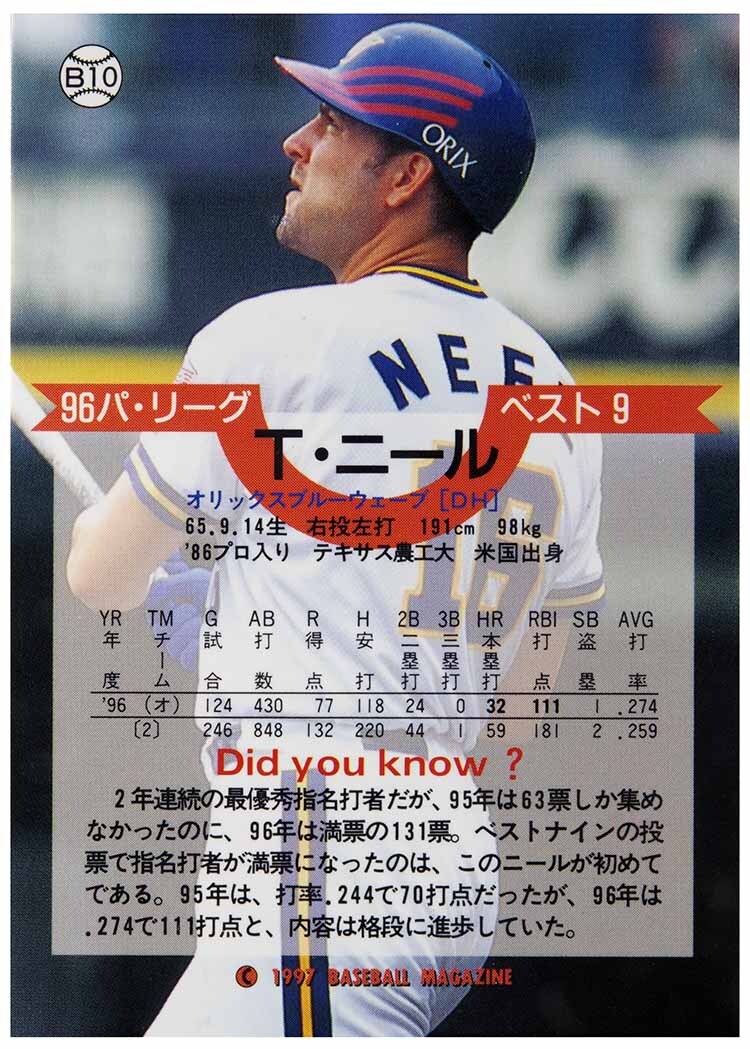 B10
ORIX
NEE
18
96パ・リーグ ベスト9
T・ニール
オリックスブルーウェーブ [DH]
65.9.14生 右投左打 191cm 98kg
'86プロ入り テキサス農工大 米国出身
YR TM G AB R H 2B 3B HR RBI SB AVG
年度 チーム 試合 打数 得点 安打 二塁打 三塁打 本塁打 打点 盗塁 打率
'96 (オ) 124 430 77 118 24 0 32 111 1 .274
〔2〕 246 848 132 220 44 1 59 181 2 .259
Did you know ?
2年連続の最優秀指名打者だが、95年は63票しか集め
なかったのに、96年は満票の131票。ベストナインの投
票で指名打者が満票になったのは、このニールが初めて
である。95年は、打率.244で70打点だったが、96年は
.274で111打点と、内容は格段に進歩していた。
C 1997 BASEBALL MAGAZINE